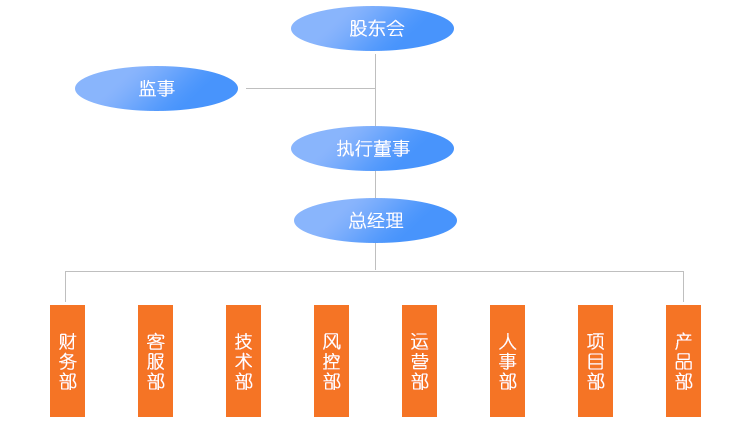 股东会
监事
执行董事
总经理
财务部
客服部
技术部
风控部
运营部
人事部
项目部
产品部